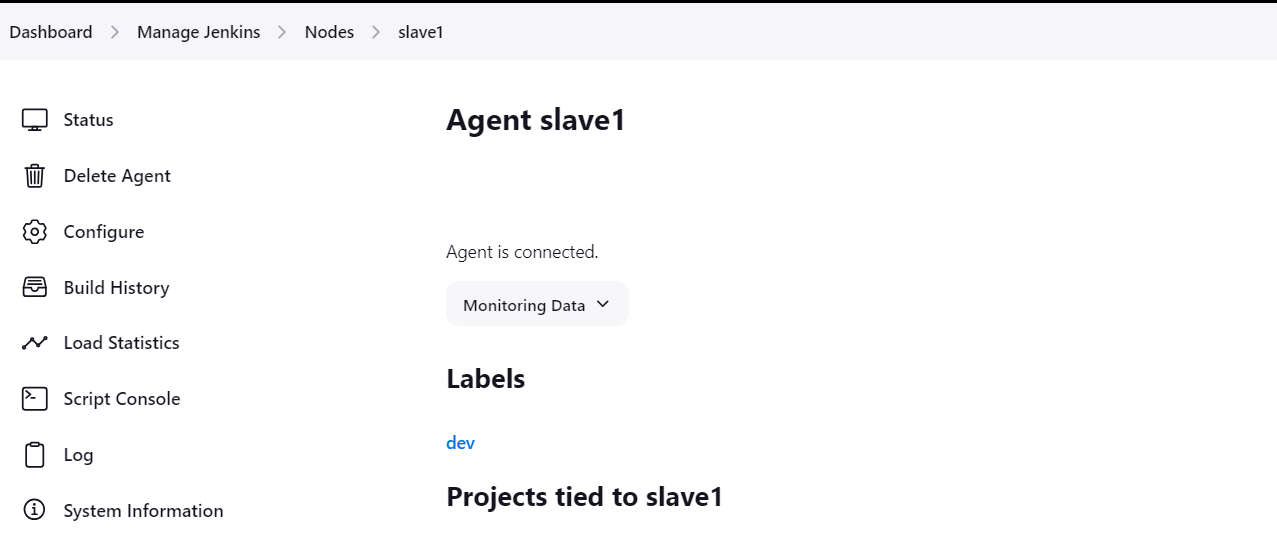 Dashboard > Manage Jenkins > Nodes > slave1
Status
Delete Agent
Configure
Build History
Load Statistics
Script Console
Log
System Information
Agent slave1
Agent is connected.
Monitoring Data
Labels
dev
Projects tied to slave1